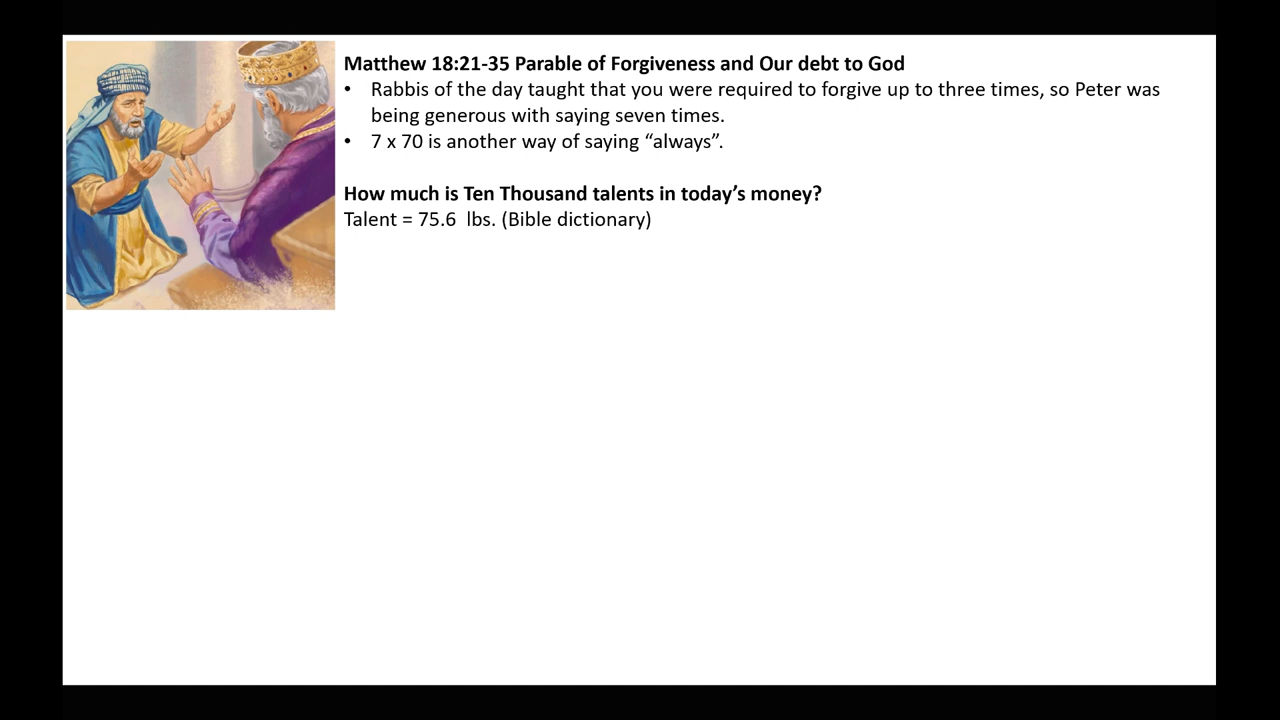 Matthew 18:21-35 Parable of Forgiveness and Our debt to God
• Rabbis of the day taught that you were required to forgive up to three times, so Peter was
being generous with saying seven times.
• 7 x 70 is another way of saying “always”.
How much is Ten Thousand talents in today’s money?
Talent = 75.6  lbs. (Bible dictionary)